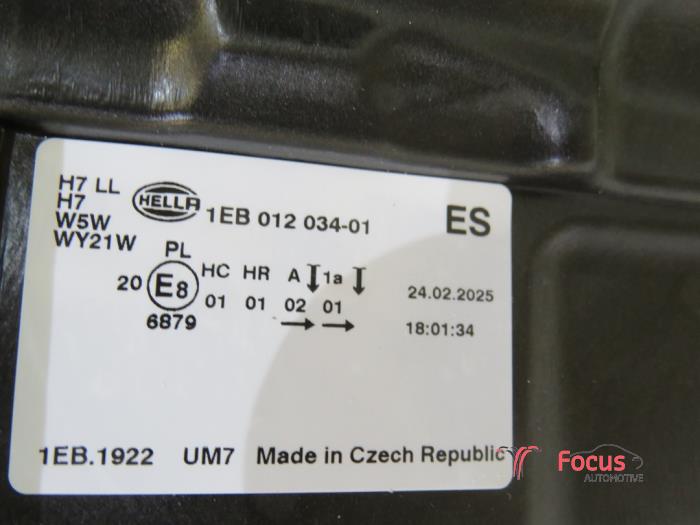 H7 LL
H7
W5W
WY21W
HELLA
1EB 012 034-01
ES
PL
20 E8 HC HR A 1a
01 01 02 01
6879 → →
24.02.2025
18:01:34
1EB.1922 UM7 Made in Czech Republic
Focus
AUTOMOTIVE